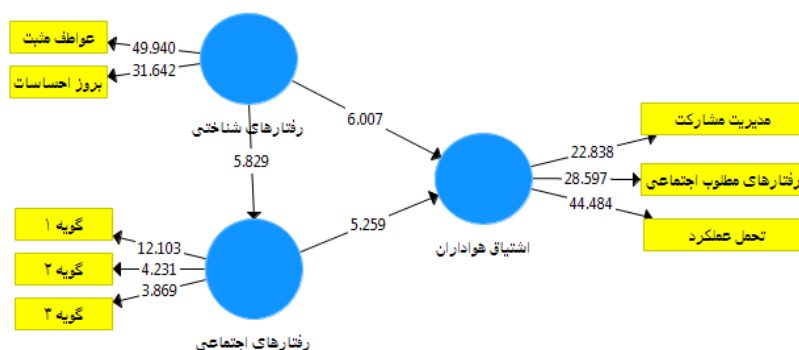 عواطف مثبت
49.940
31.642
بروز احساسات
رفتارهای شناختی
6.007
5.829
مدیریت مشارکت
22.838
رفتارهای مطلوب اجتماعی
28.597
44.484
تحمل عملکرد
اشتیاق هواداران
5.259
گویه ۱
12.103
گویه ۲
4.231
گویه ۳
3.869
رفتارهای اجتماعی